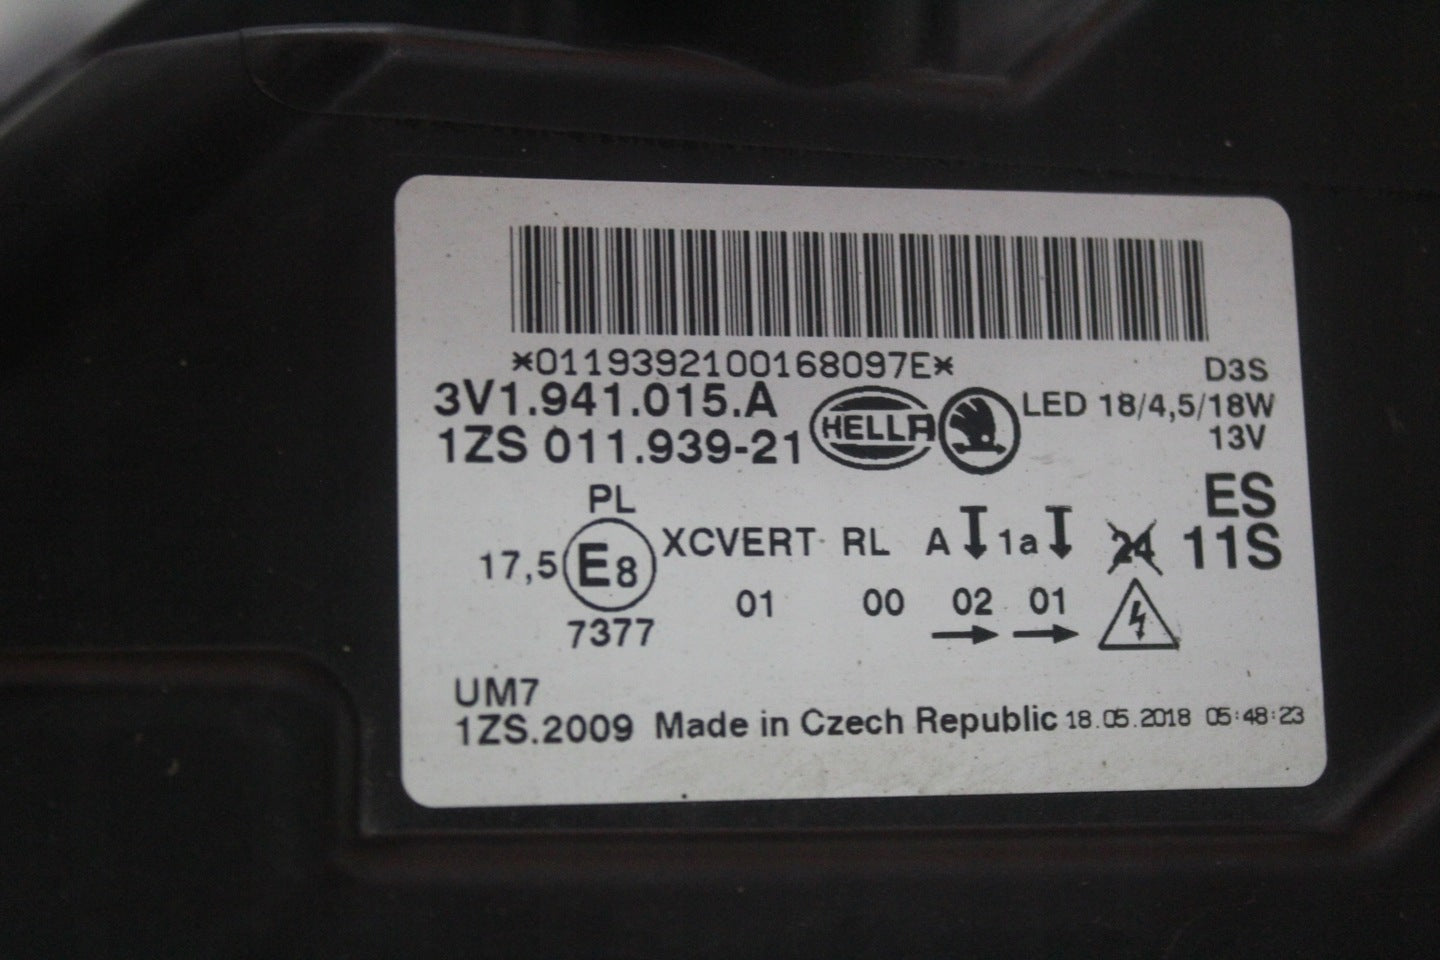 *0119392100168097E*
D3S
3V1.941.015.A
HELLA
LED 18/4,5/18W
1ZS 011.939-21
13V
ES
PL
17,5 E8 XCVERT RL A 1a 24 11S
01 00 02 01
7377
UM7
1ZS.2009 Made in Czech Republic 18.05.2018 05:48:23